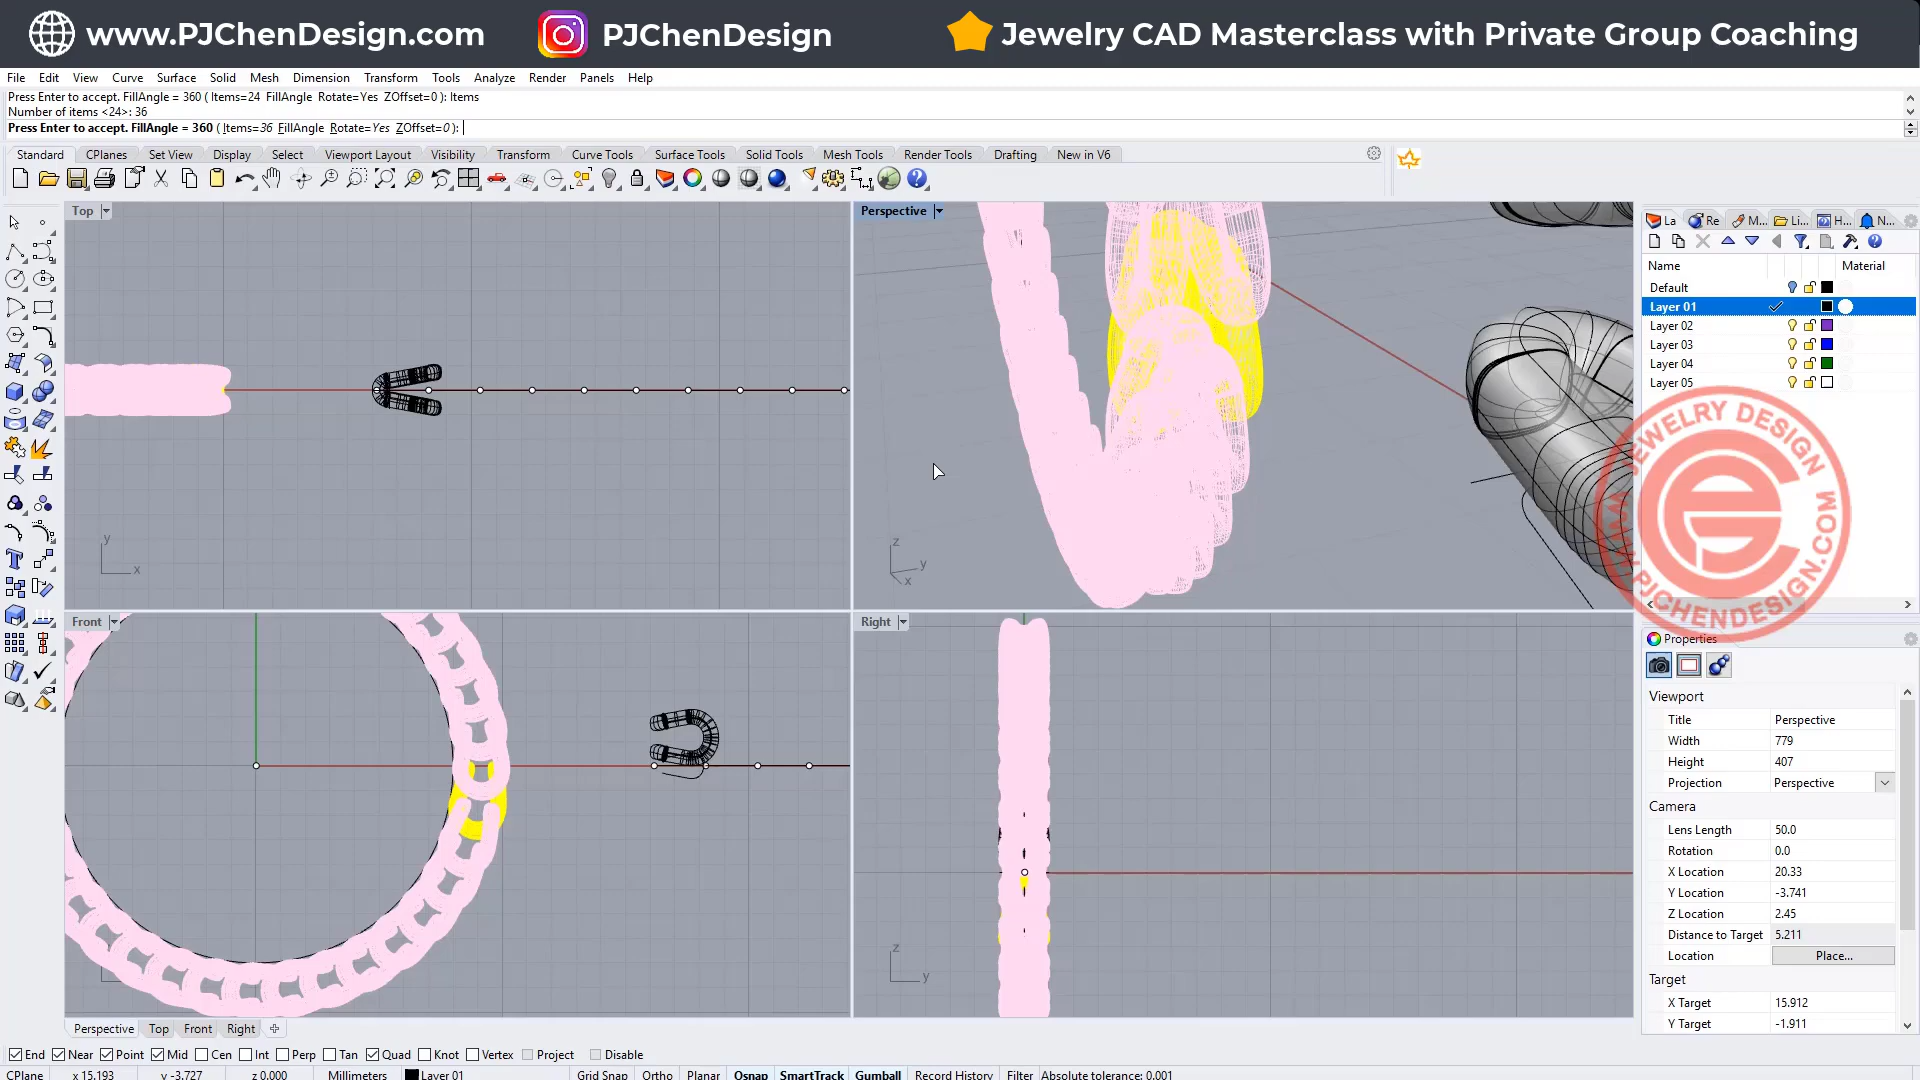 www.PJChenDesign.com PJChenDesign Jewelry CAD Masterclass with Private Group Coaching
File Edit View Curve Surface Solid Mesh Dimension Transform Tools Analyze Render Panels Help
Press Enter to accept. FillAngle = 360 ( Items=24 FillAngle Rotate=Yes ZOffset=0 ): Items
Number of items <24>: 36
Press Enter to accept. FillAngle = 360 ( Items=36 FillAngle Rotate=Yes ZOffset=0 ):
Standard CPlanes Set View Display Select Viewport Layout Visibility Transform Curve Tools Surface Tools Solid Tools Mesh Tools Render Tools Drafting New in V6
Top
Perspective
La Re M... Li... H... N...
Name Material
Default
Layer 01
Layer 02
Layer 03
Layer 04
Layer 05
JEWELRY DESIGN
WWW.PJCHENDESIGN.COM
y
x
z
y
x
Front
Right
z
y
Properties
Viewport
Title Perspective
Width 779
Height 407
Projection Perspective
Camera
Lens Length 50.0
Rotation 0.0
X Location 20.33
Y Location -3.741
Z Location 2.45
Distance to Target 5.211
Location Place...
Target
X Target 15.912
Y Target -1.911
Perspective Top Front Right
End Near Point Mid Cen Int Perp Tan Quad Knot Vertex Project Disable
CPlane x 15.193 y -3.727 z 0.000 Millimeters Layer 01 Grid Snap Ortho Planar Osnap SmartTrack Gumball Record History Filter Absolute tolerance: 0.001